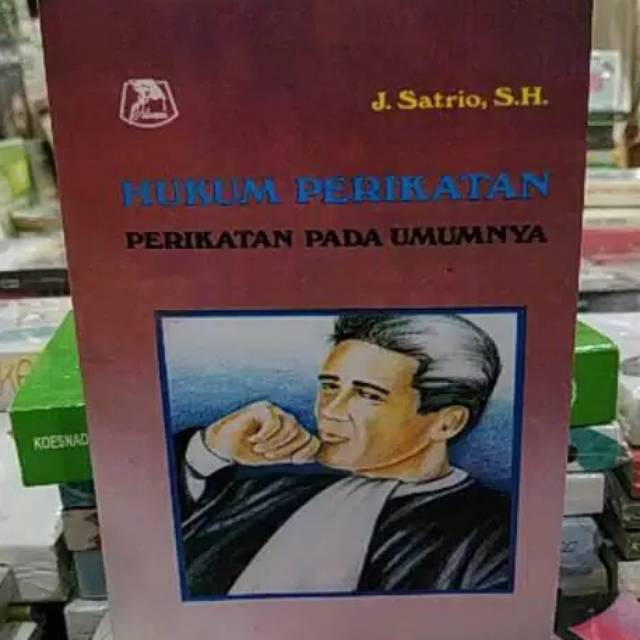 J. Satrio, S.H.
HUKUM PERIKATAN
PERIKATAN PADA UMUMNYA
KOESNAD